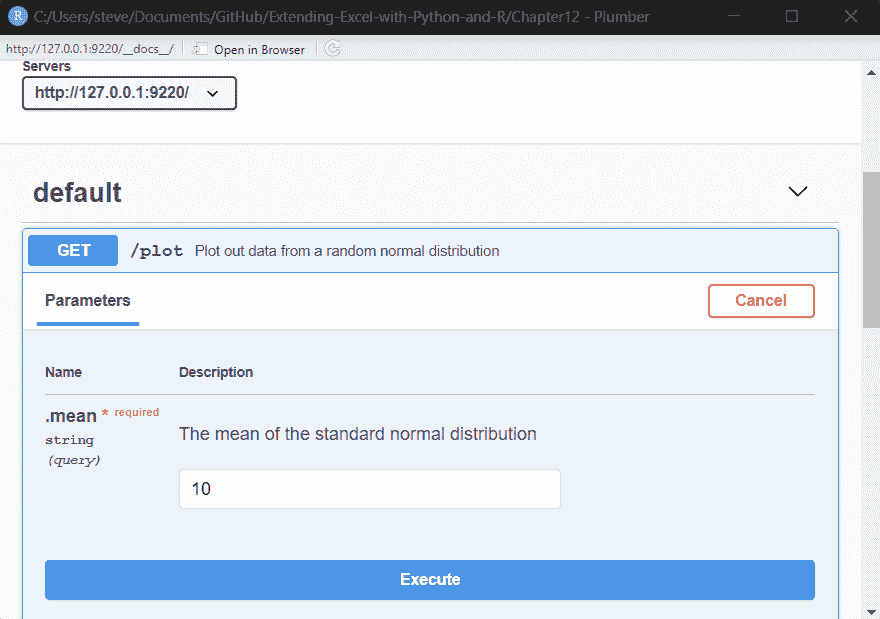 C:/Users/steve/Documents/GitHub/Extending-Excel-with-Python-and-R/Chapter12 - Plumber
http://127.0.0.1:9220/__docs__/ Open in Browser
Servers
http://127.0.0.1:9220/
default
GET /plot Plot out data from a random normal distribution
Parameters Cancel
Name Description
.mean * required
string
(query)
The mean of the standard normal distribution
10
Execute